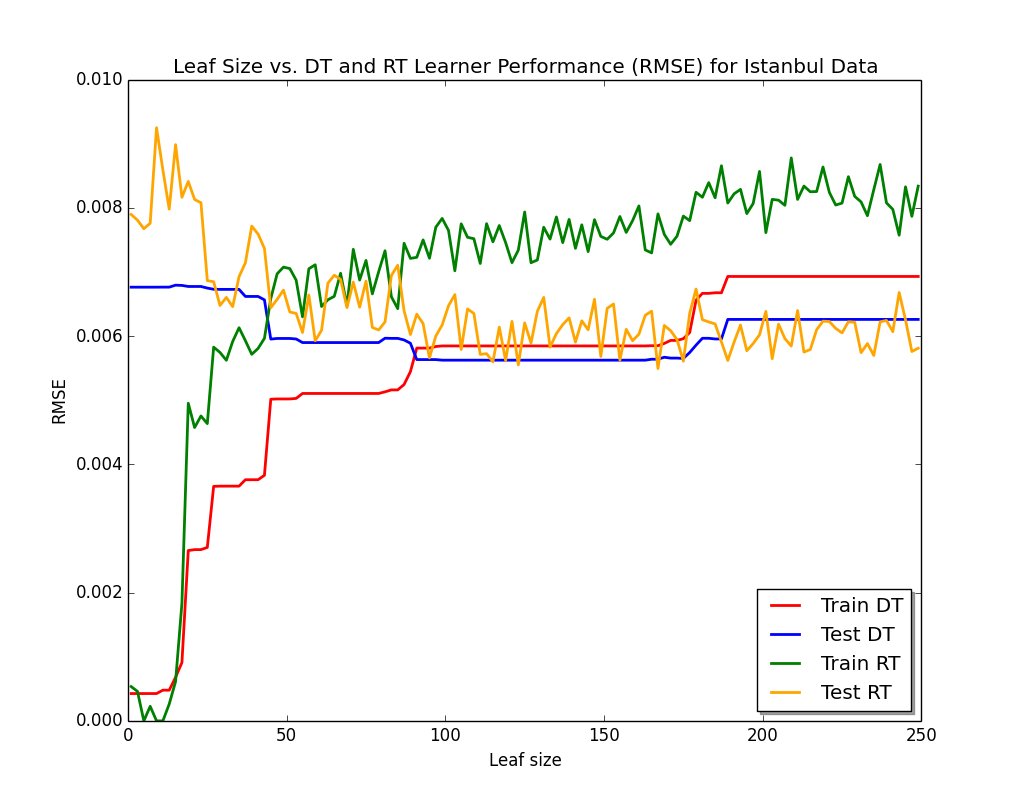 Leaf Size vs. DT and RT Learner Performance (RMSE) for Istanbul Data
0.010
0.008
0.006
0.004
0.002
0.000
RMSE
0
50
100
150
200
250
Leaf size
Train DT
Test DT
Train RT
Test RT